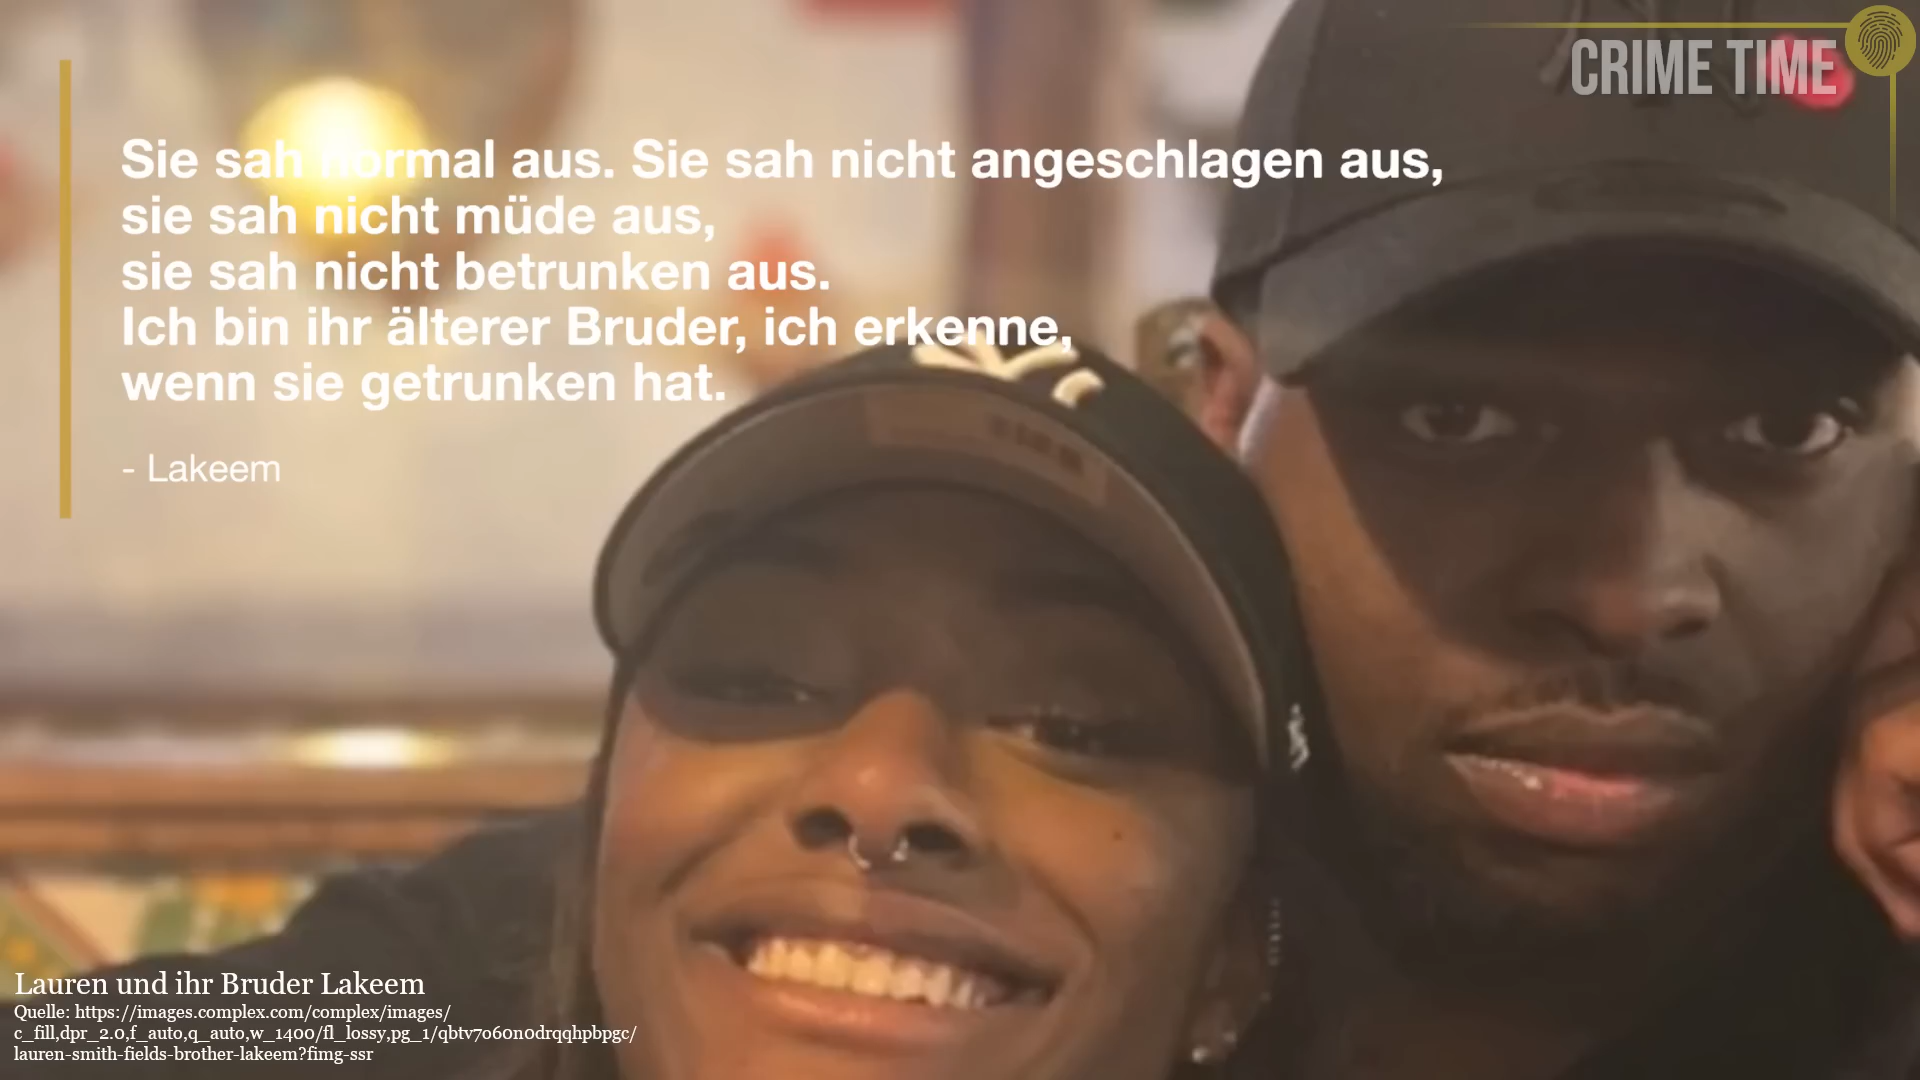 CRIME TIME
Sie sah normal aus. Sie sah nicht angeschlagen aus,
sie sah nicht müde aus,
sie sah nicht betrunken aus.
Ich bin ihr älterer Bruder, ich erkenne,
wenn sie getrunken hat.
- Lakeem
Lauren und ihr Bruder Lakeem
Quelle: https://images.complex.com/complex/images/
c_fill,dpr_2.0,f_auto,q_auto,w_1400/fl_lossy,pg_1/qbtv7o60n0drqqhpbpgc/
lauren-smith-fields-brother-lakeem?fimg-ssr